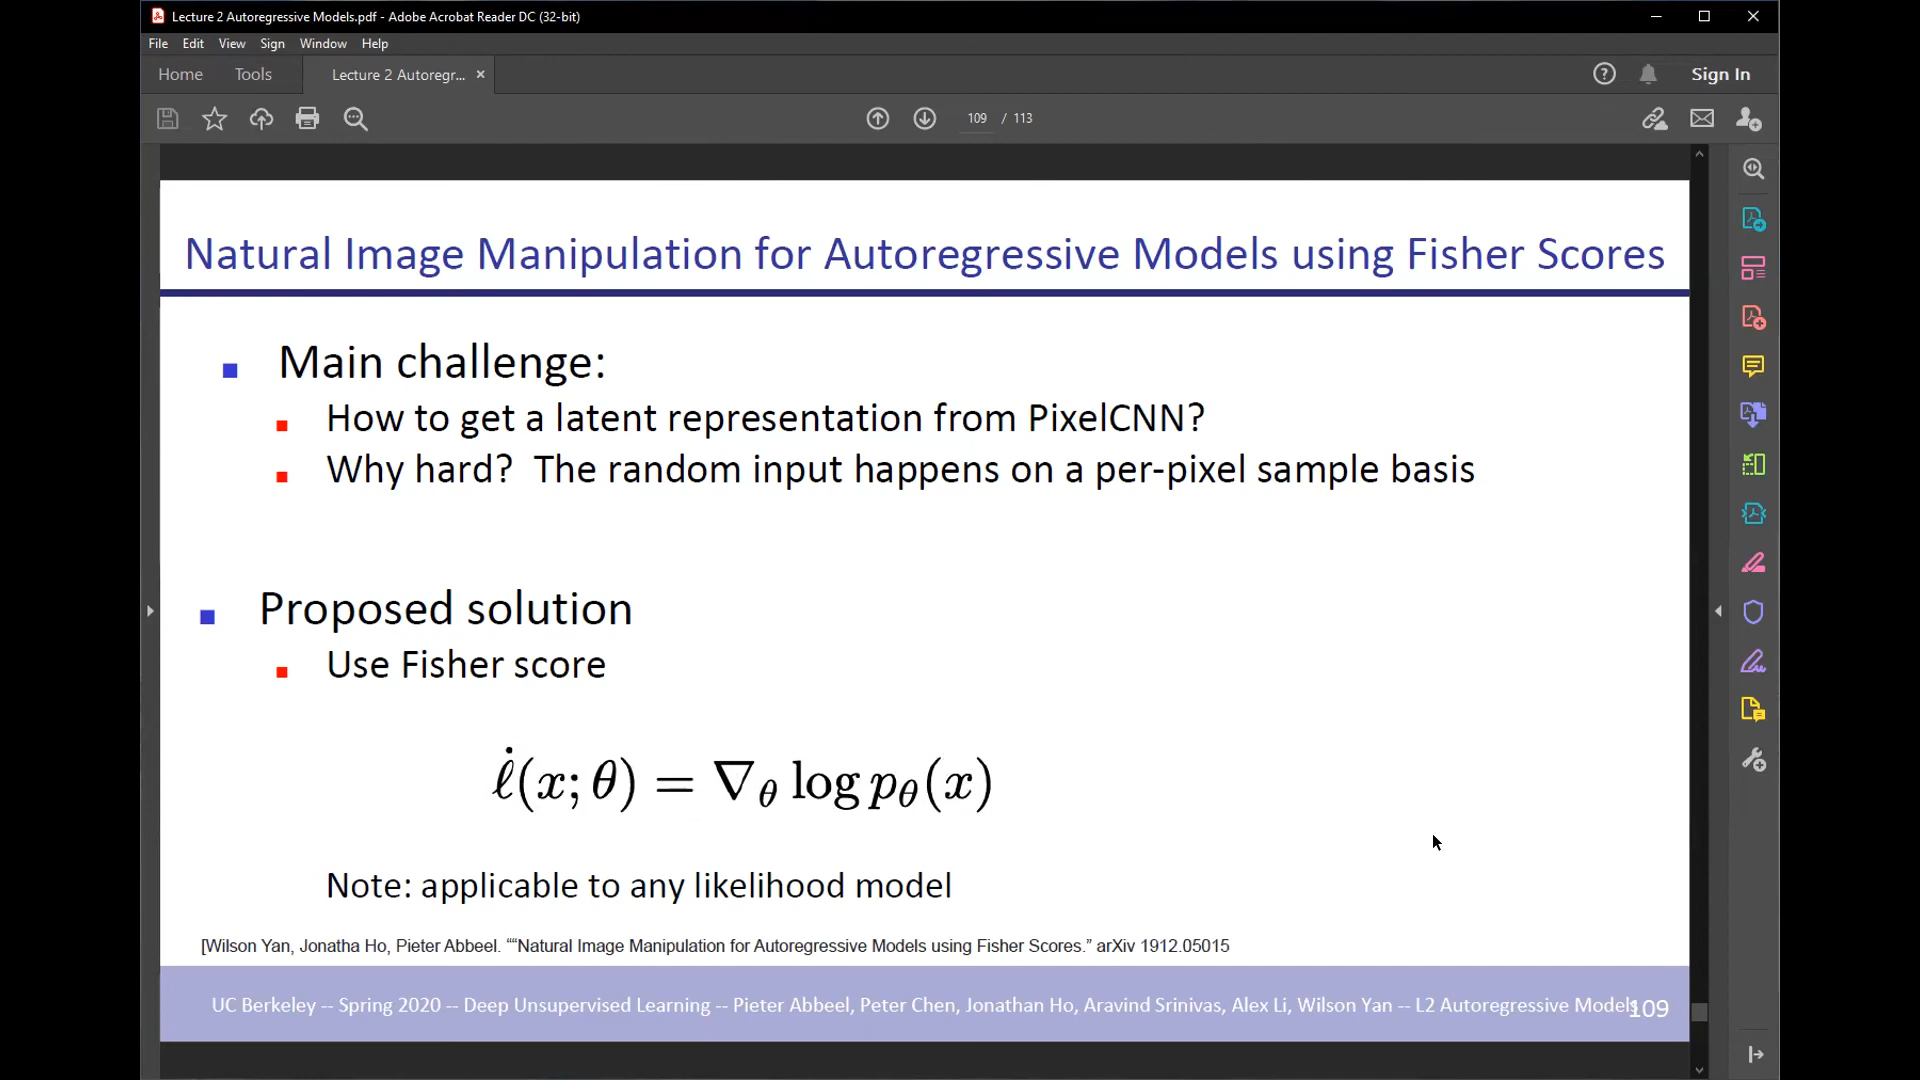 Lecture 2 Autoregressive Models.pdf - Adobe Acrobat Reader DC (32-bit)
File Edit View Sign Window Help
Home Tools Lecture 2 Autoregr... × Sign In
109 / 113
Natural Image Manipulation for Autoregressive Models using Fisher Scores
Main challenge:
How to get a latent representation from PixelCNN?
Why hard? The random input happens on a per-pixel sample basis
Proposed solution
Use Fisher score
ℓ̇(x; θ) = ∇_θ log p_θ(x)
Note: applicable to any likelihood model
[Wilson Yan, Jonatha Ho, Pieter Abbeel. ““Natural Image Manipulation for Autoregressive Models using Fisher Scores.” arXiv 1912.05015
UC Berkeley -- Spring 2020 -- Deep Unsupervised Learning -- Pieter Abbeel, Peter Chen, Jonathan Ho, Aravind Srinivas, Alex Li, Wilson Yan -- L2 Autoregressive Models 109